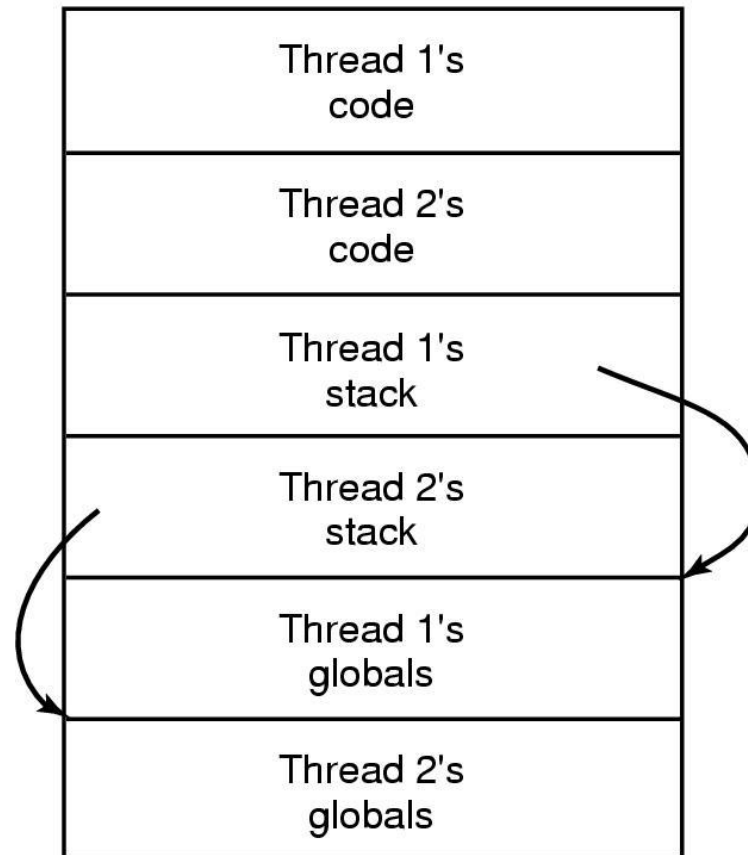 Thread 1's
code
Thread 2's
code
Thread 1's
stack
Thread 2's
stack
Thread 1's
globals
Thread 2's
globals